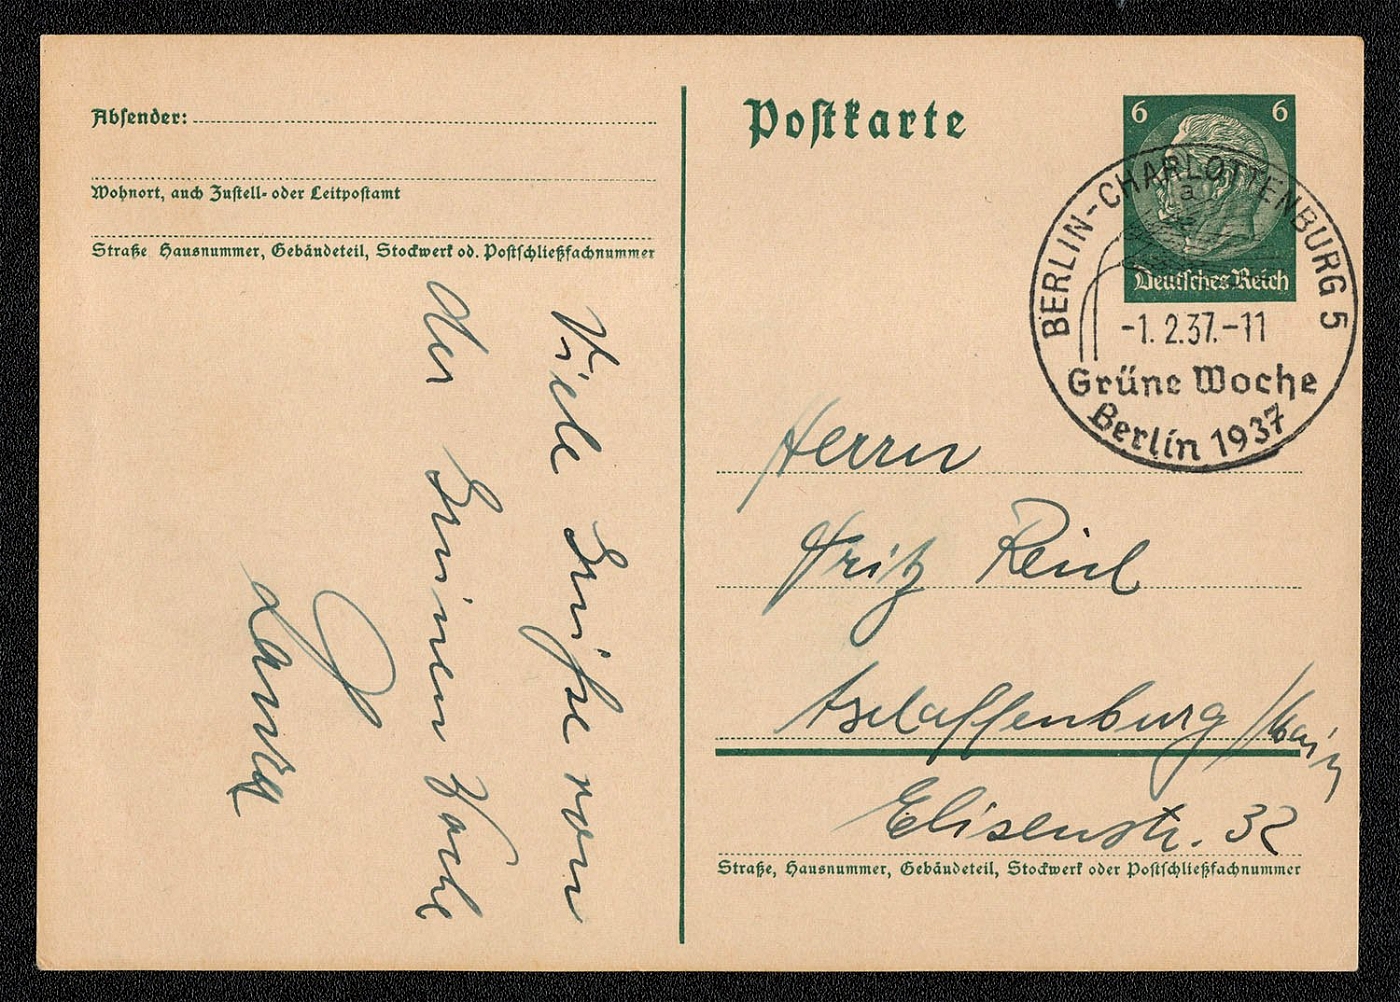 Absender:
Wohnort, auch Zustell- oder Leitpostamt
Straße Hausnummer, Gebäudeteil, Stockwerk od. Postschließfachnummer
Viele Grüße von
der Grünen Woche
Postkarte
6 6
Deutsches Reich
BERLIN-CHARLOTTENBURG 5
a
-1.2.37.-11
Grüne Woche
Berlin 1937
Herrn
Fritz
Aschaffenburg /Main
Elisenstr. 32
Straße, Hausnummer, Gebäudeteil, Stockwerk oder Postschließfachnummer